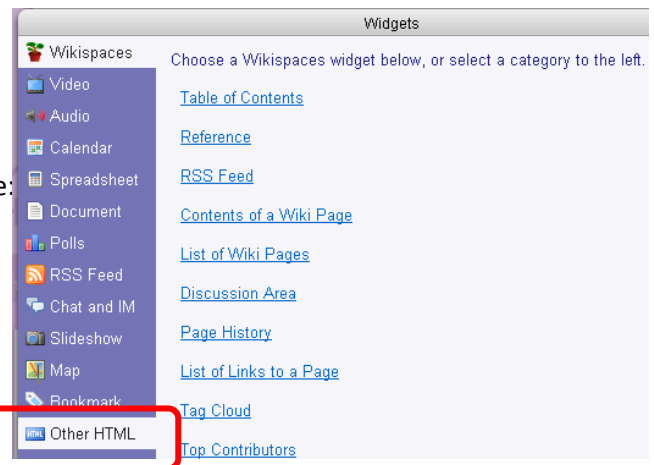 Widgets
Wikispaces
Video
Audio
Calendar
Spreadsheet
Document
Polls
RSS Feed
Chat and IM
Slideshow
Map
Bookmark
HTML Other HTML
e:
Choose a Wikispaces widget below, or select a category to the left.
Table of Contents
Reference
RSS Feed
Contents of a Wiki Page
List of Wiki Pages
Discussion Area
Page History
List of Links to a Page
Tag Cloud
Top Contributors